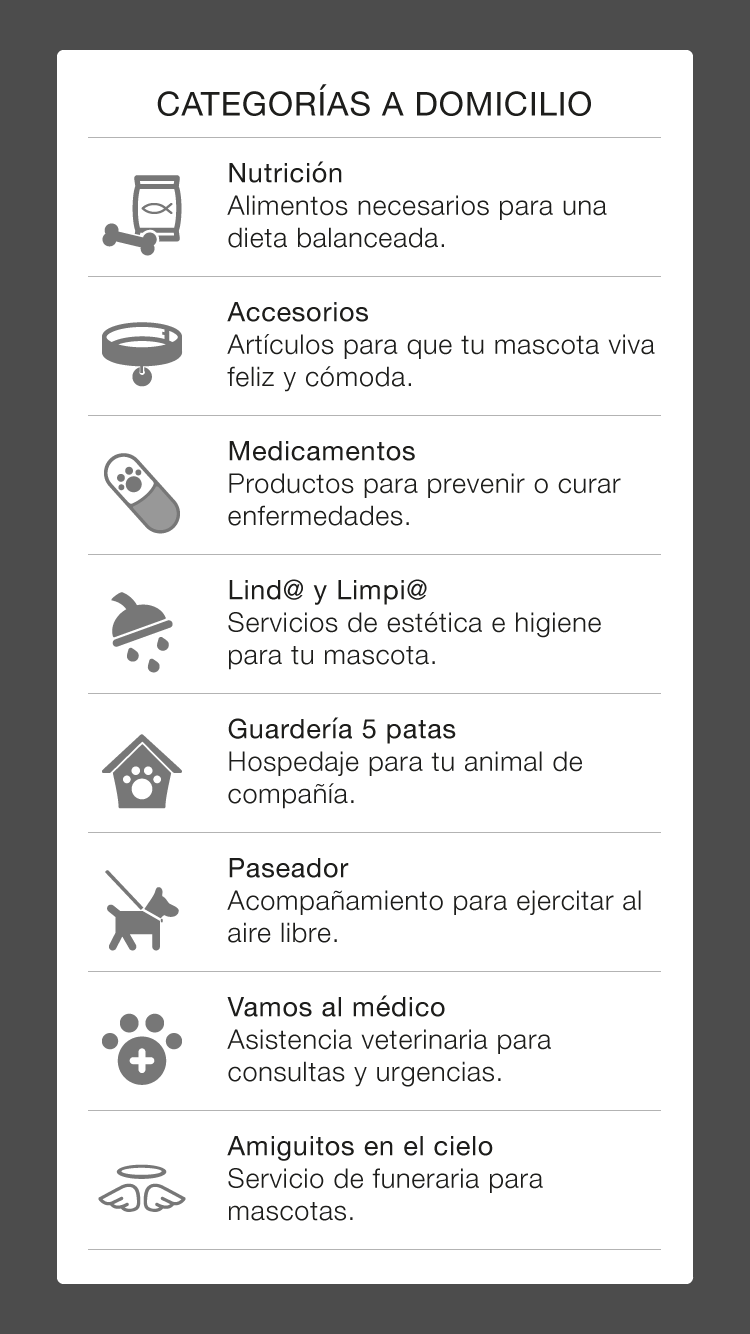 CATEGORÍAS A DOMICILIO
Nutrición
Alimentos necesarios para una
dieta balanceada.
Accesorios
Artículos para que tu mascota viva
feliz y cómoda.
Medicamentos
Productos para prevenir o curar
enfermedades.
Lind@ y Limpi@
Servicios de estética e higiene
para tu mascota.
Guardería 5 patas
Hospedaje para tu animal de
compañía.
Paseador
Acompañamiento para ejercitar al
aire libre.
Vamos al médico
Asistencia veterinaria para
consultas y urgencias.
Amiguitos en el cielo
Servicio de funeraria para
mascotas.